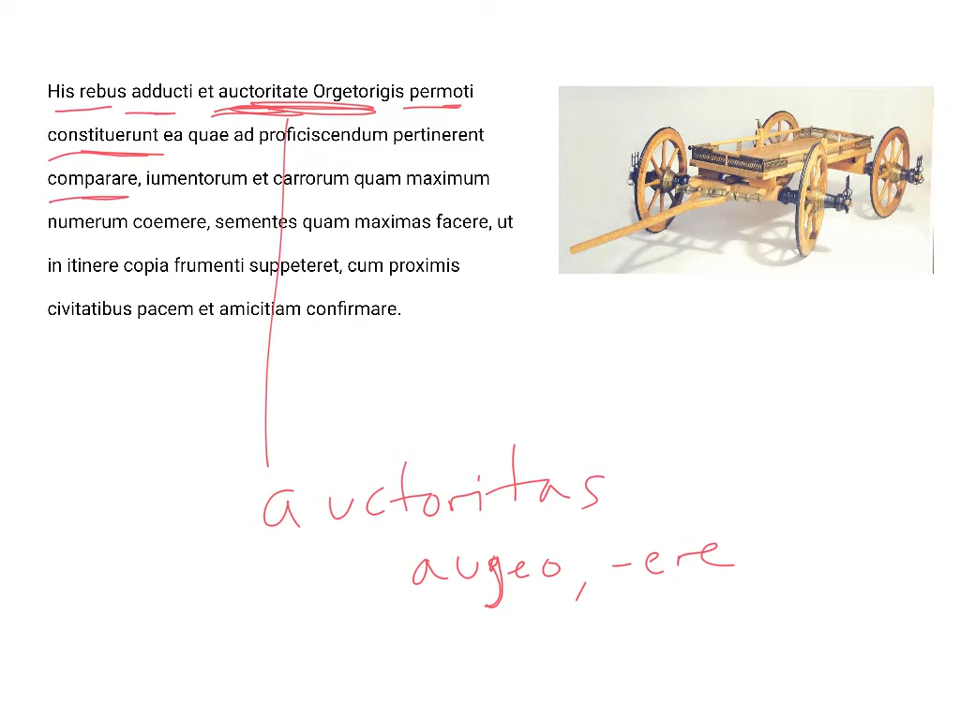 His rebus adducti et auctoritate Orgetorigis permoti
constituerunt ea quae ad proficiscendum pertinerent
comparare, iumentorum et carrorum quam maximum
numerum coemere, sementes quam maximas facere, ut
in itinere copia frumenti suppeteret, cum proximis
civitatibus pacem et amicitiam confirmare.
auctoritas
augeo, -ere